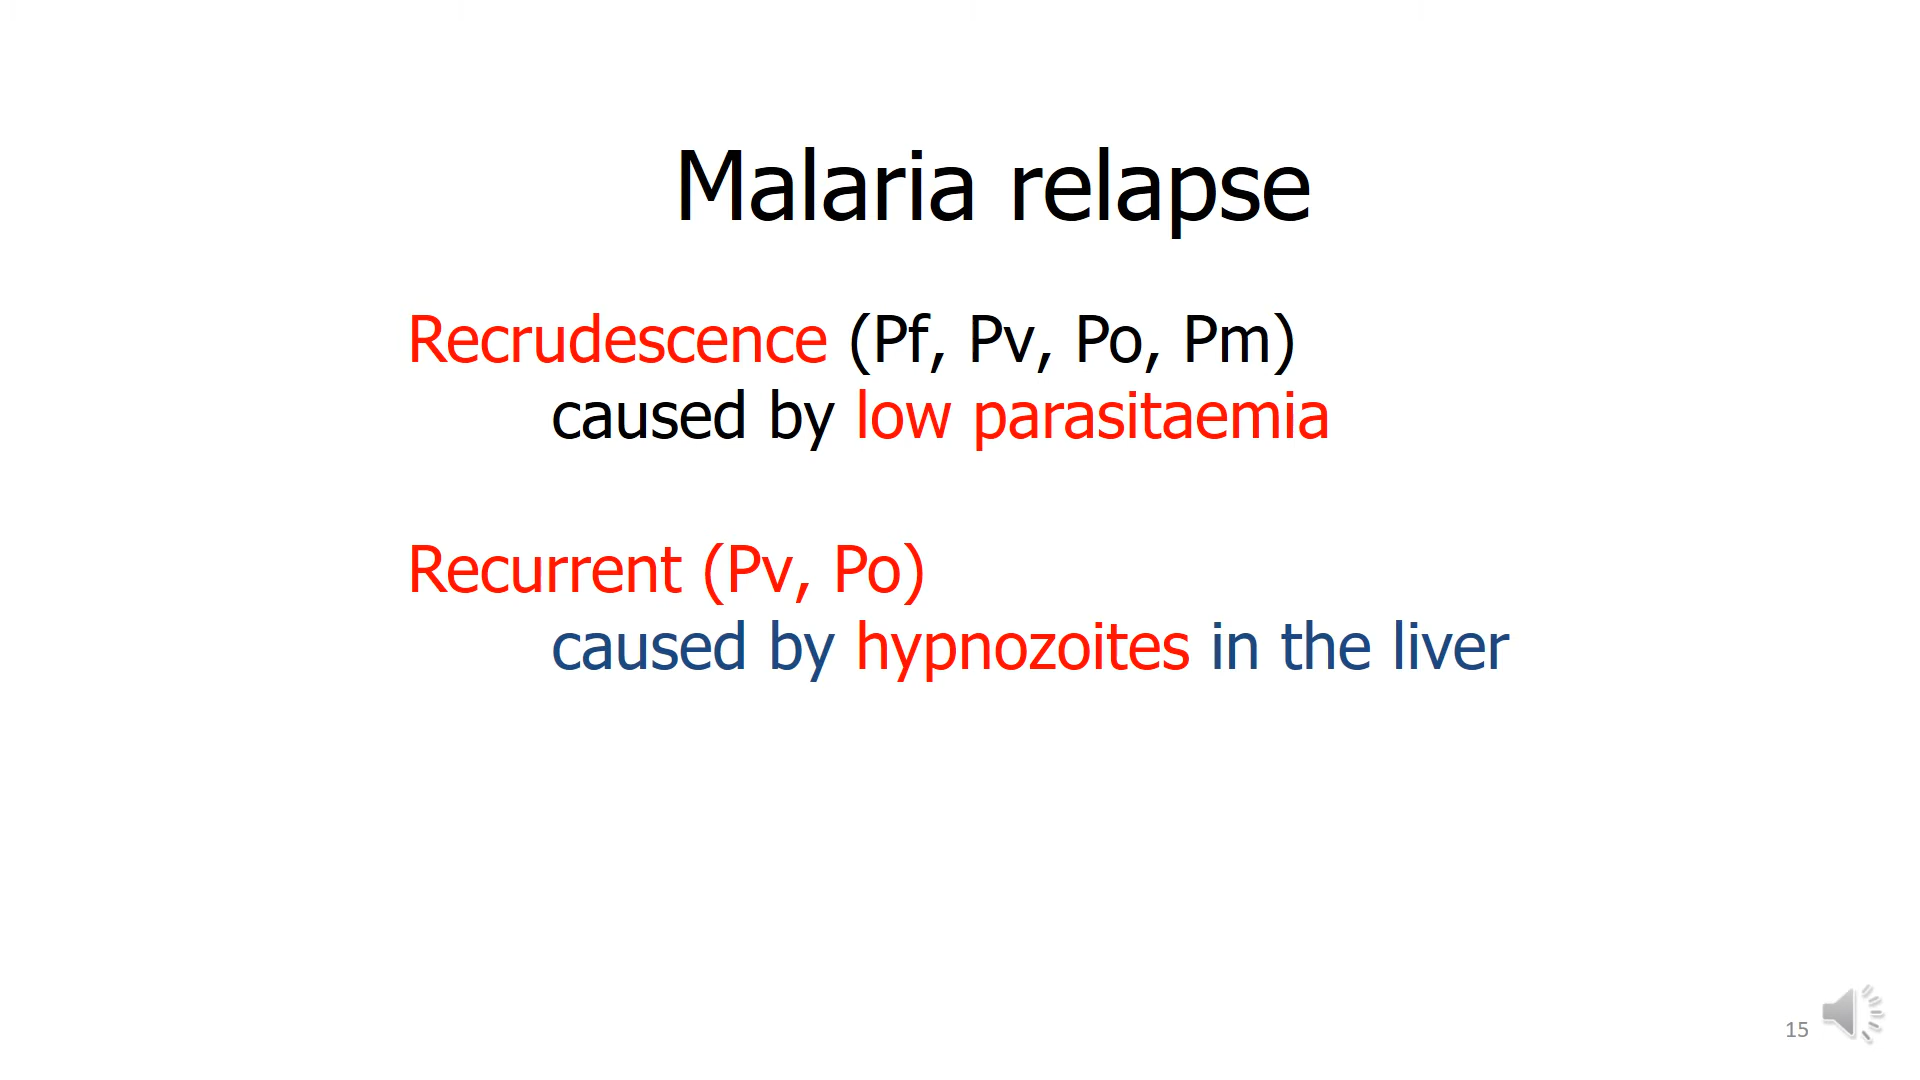 Malaria relapse
Recrudescence (Pf, Pv, Po, Pm)
caused by low parasitaemia
Recurrent (Pv, Po)
caused by hypnozoites in the liver
15